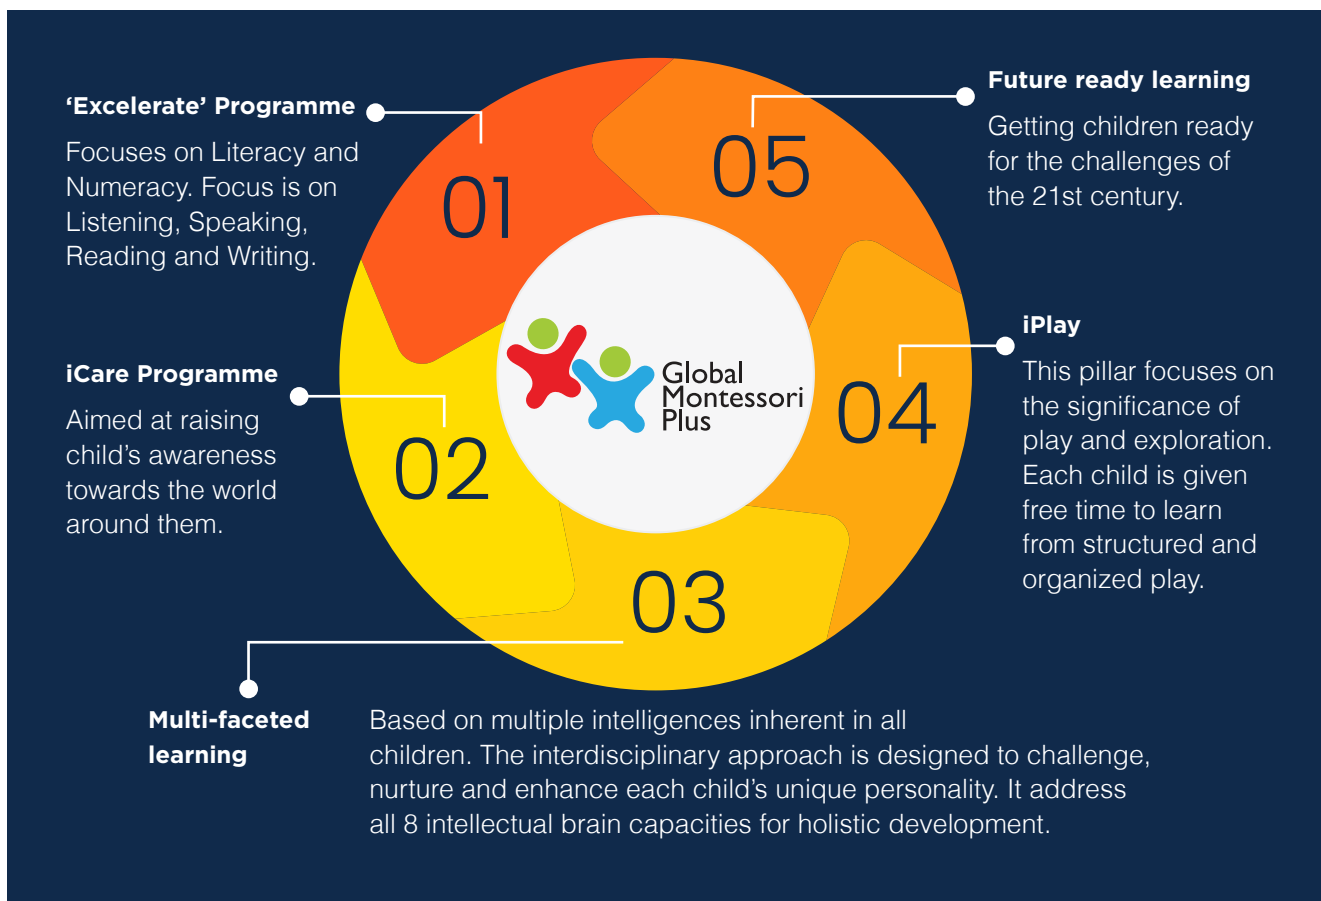 ‘Excelerate’ Programme
Focuses on Literacy and
Numeracy. Focus is on
Listening, Speaking,
Reading and Writing.
01
iCare Programme
Aimed at raising
child’s awareness
towards the world
around them.
02
Multi-faceted
learning
Based on multiple intelligences inherent in all
children. The interdisciplinary approach is designed to challenge,
nurture and enhance each child’s unique personality. It address
all 8 intellectual brain capacities for holistic development.
03
iPlay
This pillar focuses on
the significance of
play and exploration.
Each child is given
free time to learn
from structured and
organized play.
04
Future ready learning
Getting children ready
for the challenges of
the 21st century.
05
Global
Montessori
Plus